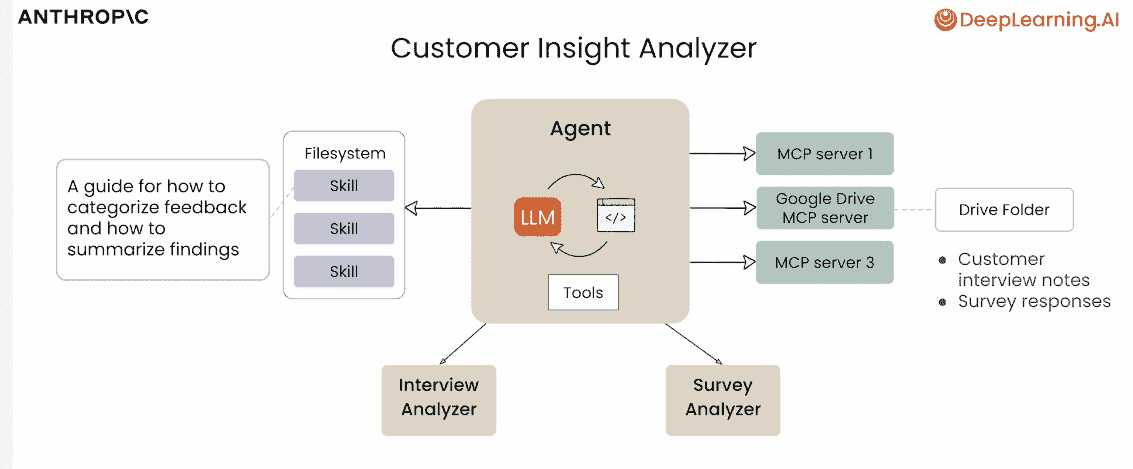 ANTHROP\C
DeepLearning.AI
Customer Insight Analyzer
A guide for how to
categorize feedback
and how to
summarize findings
Filesystem
Skill
Skill
Skill
Agent
LLM
</>
Tools
MCP server 1
Google Drive
MCP server
MCP server 3
Drive Folder
Customer
interview notes
Survey responses
Interview
Analyzer
Survey
Analyzer